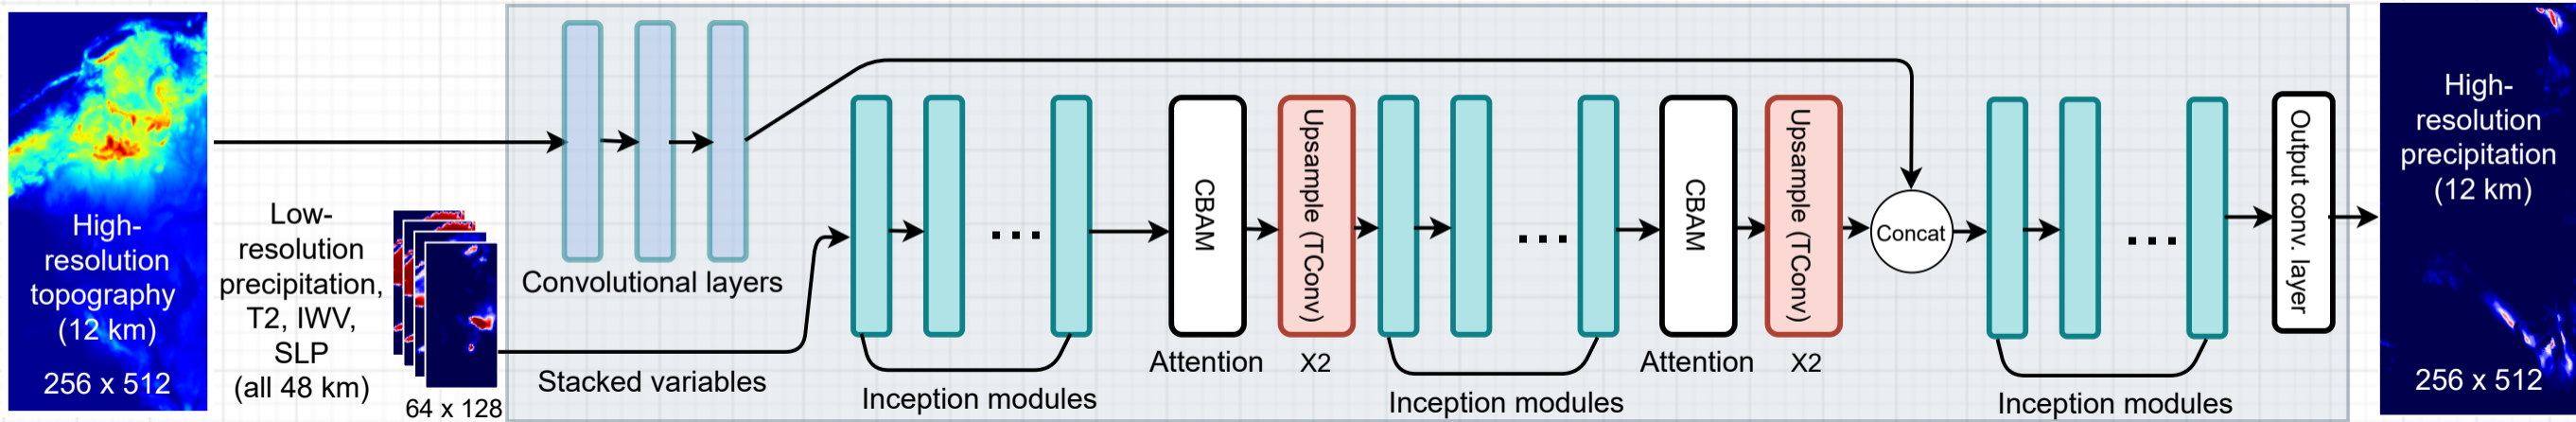 High-
resolution
topography
(12 km)
256 x 512
Low-
resolution
precipitation,
T2, IWV,
SLP
(all 48 km)
64 x 128
Convolutional layers
Stacked variables
Inception modules
CBAM
Attention
Upsample (TConv)
X2
Inception modules
CBAM
Attention
Upsample (TConv)
X2
Concat
Inception modules
Output conv. layer
High-
resolution
precipitation
(12 km)
256 x 512